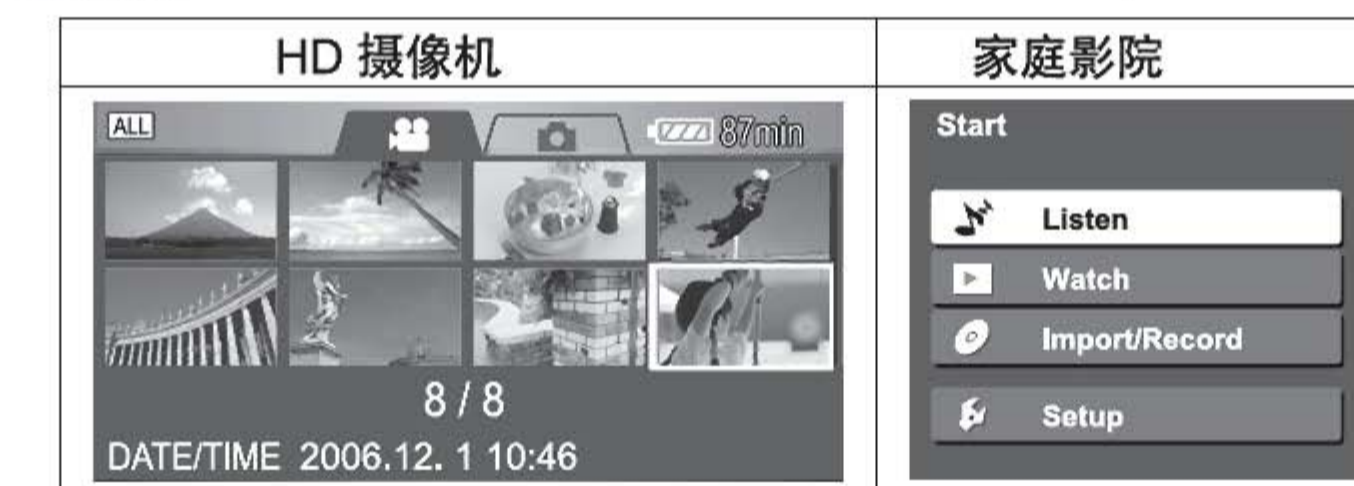 HD 摄像机
家庭影院
ALL
87min
8 / 8
DATE/TIME 2006.12. 1 10:46
Start
Listen
Watch
Import/Record
Setup